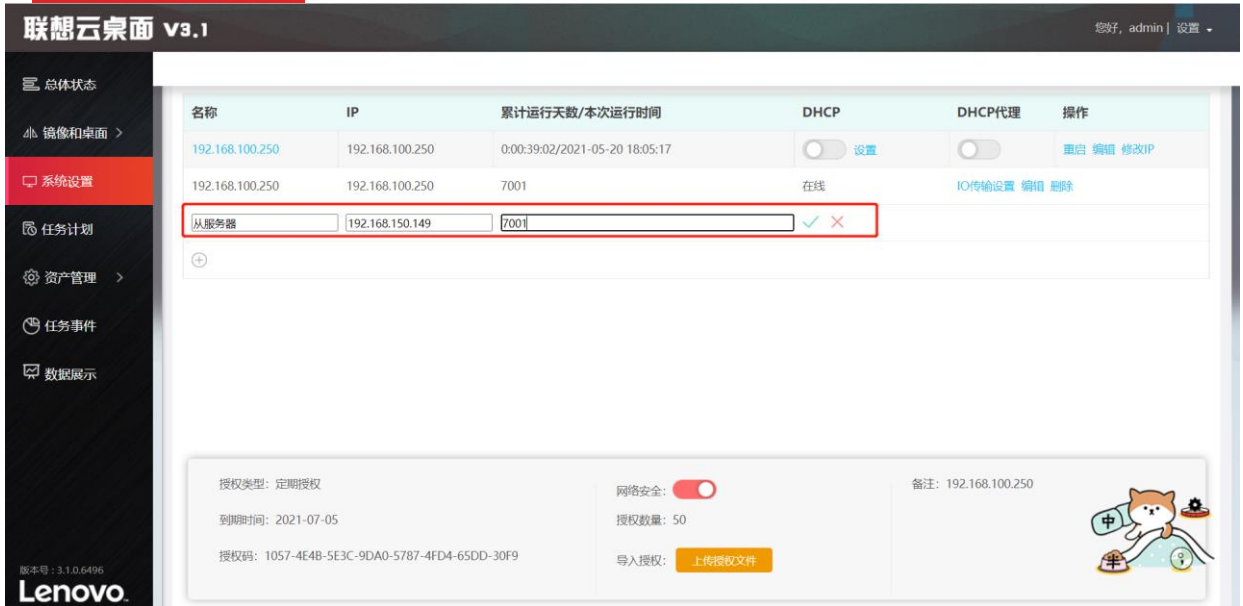 联想云桌面 V3.1
您好, admin | 设置
总体状态
镜像和桌面 >
系统设置
任务计划
资产管理 >
任务事件
数据展示
版本号：3.1.0.6496
Lenovo.
名称 IP 累计运行天数/本次运行时间 DHCP DHCP代理 操作
192.168.100.250 192.168.100.250 0:00:39:02/2021-05-20 18:05:17 设置 重启 编辑 修改IP
192.168.100.250 192.168.100.250 7001 在线 IO传输设置 编辑 删除
从服务器 192.168.150.149 7001
授权类型：定期授权
到期时间：2021-07-05
授权码：1057-4E4B-5E3C-9DA0-5787-4FD4-65DD-30F9
网络安全：
授权数量：50
导入授权： 上传授权文件
备注：192.168.100.250
中
半